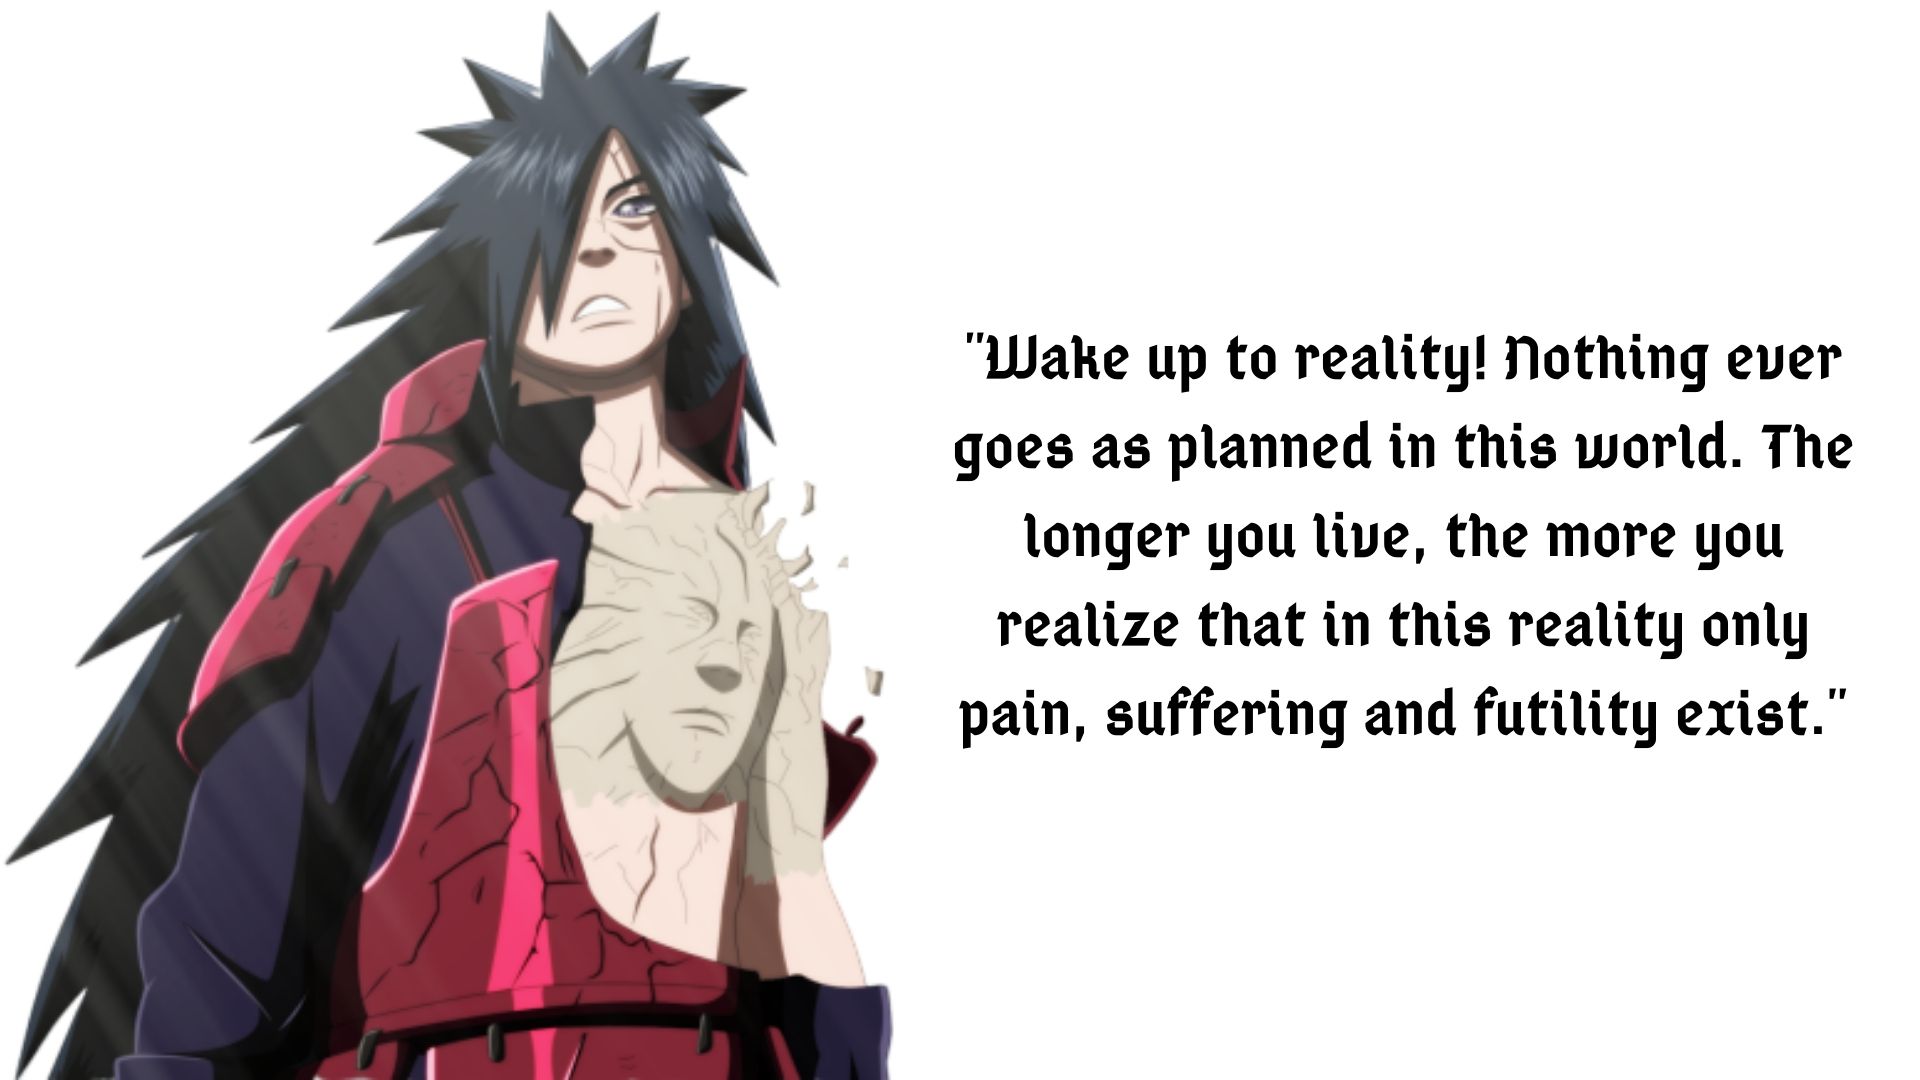 "Wake up to reality! Nothing ever
goes as planned in this world. The
longer you live, the more you
realize that in this reality only
pain, suffering and futility exist."